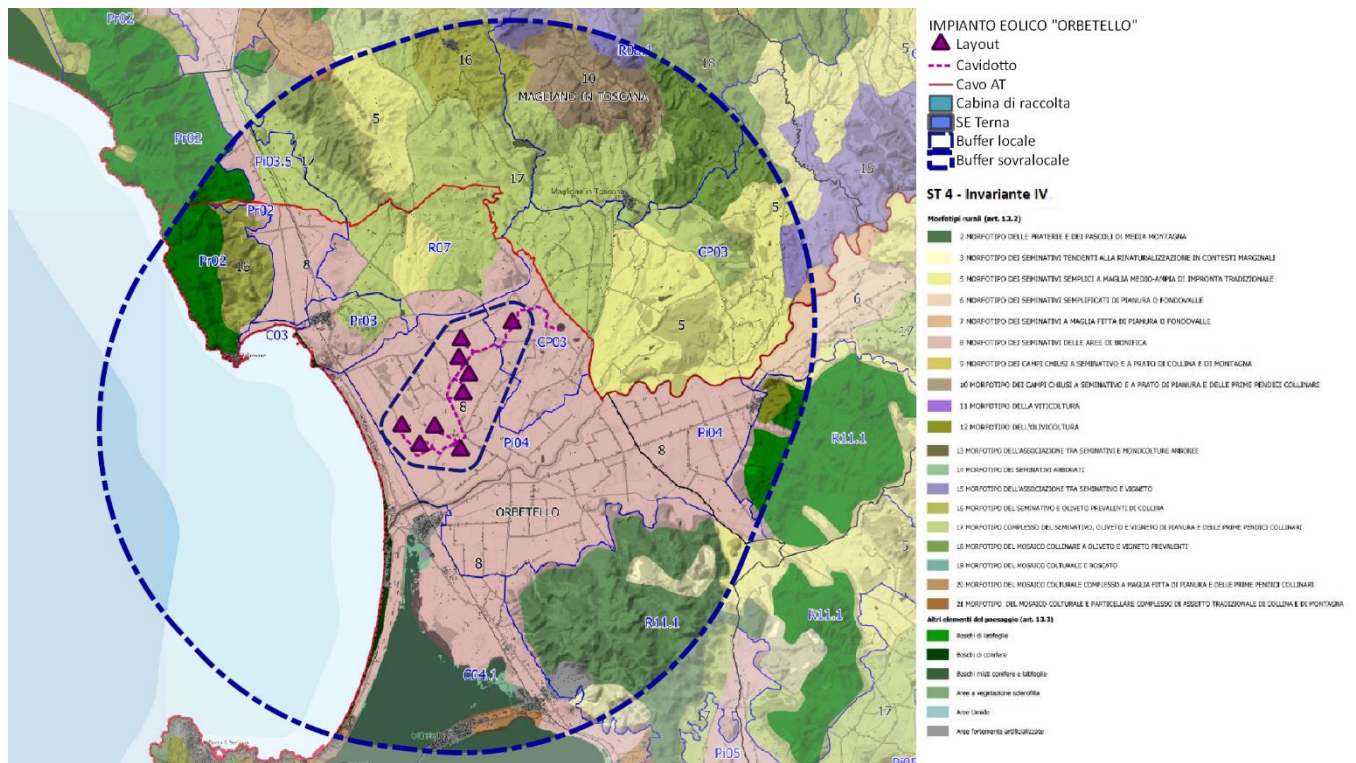 Pr02
16
R08.1
5
18
10
MAGLIANO IN TOSCANA
5
Pr02
Pi03.5
17
15
17
Magliano in Toscana
5
Pr02
R07
CP03
Pr02
16
8
6
17
Pr03
5
C03
CP03
8
Pi04
Pi04
R11.1
8
ORBETELLO
8
5
R11.1
R11.1
C04.1
17
Orbetello
Pi05
Pi05
IMPIANTO EOLICO "ORBETELLO"
Layout
Cavidotto
Cavo AT
Cabina di raccolta
SE Terna
Buffer locale
Buffer sovralocale
ST 4 - Invariante IV
Morfotipi rurali (art. 13.2)
2 MORFOTIPO DELLE PRATERIE E DEI PASCOLI DI MEDIA MONTAGNA
3 MORFOTIPO DEI SEMINATIVI TENDENTI ALLA RINATURALIZZAZIONE IN CONTESTI MARGINALI
5 MORFOTIPO DEI SEMINATIVI SEMPLICI A MAGLIA MEDIO-AMPIA DI IMPRONTA TRADIZIONALE
6 MORFOTIPO DEI SEMINATIVI SEMPLIFICATI DI PIANURA O FONDOVALLE
7 MORFOTIPO DEI SEMINATIVI A MAGLIA FITTA DI PIANURA O FONDOVALLE
8 MORFOTIPO DEI SEMINATIVI DELLE AREE DI BONIFICA
9 MORFOTIPO DEI CAMPI CHIUSI A SEMINATIVO E A PRATO DI COLLINA E DI MONTAGNA
10 MORFOTIPO DEI CAMPI CHIUSI A SEMINATIVO E A PRATO DI PIANURA E DELLE PRIME PENDICI COLLINARI
11 MORFOTIPO DELLA VITICOLTURA
12 MORFOTIPO DELL'OLIVICOLTURA
13 MORFOTIPO DELL'ASSOCIAZIONE TRA SEMINATIVI E MONOCOLTURE ARBOREE
14 MORFOTIPO DEI SEMINATIVI ARBORATI
15 MORFOTIPO DELL'ASSOCIAZIONE TRA SEMINATIVO E VIGNETO
16 MORFOTIPO DEL SEMINATIVO E OLIVETO PREVALENTI DI COLLINA
17 MORFOTIPO COMPLESSO DEL SEMINATIVO, OLIVETO E VIGNETO DI PIANURA E DELLE PRIME PENDICI COLLINARI
18 MORFOTIPO DEL MOSAICO COLLINARE A OLIVETO E VIGNETO PREVALENTI
19 MORFOTIPO DEL MOSAICO COLTURALE E BOSCATO
20 MORFOTIPO DEL MOSAICO COLTURALE COMPLESSO A MAGLIA FITTA DI PIANURA E DELLE PRIME PENDICI COLLINARI
21 MORFOTIPO DEL MOSAICO COLTURALE E PARTICELLARE COMPLESSO DI ASSETTO TRADIZIONALE DI COLLINA E DI MONTAGNA
Altri elementi del paesaggio (art. 13.3)
Boschi di latifoglie
Boschi di conifere
Boschi misti conifere e latifoglie
Aree a vegetazione sclerofilla
Aree Umide
Aree fortemente artificializzate